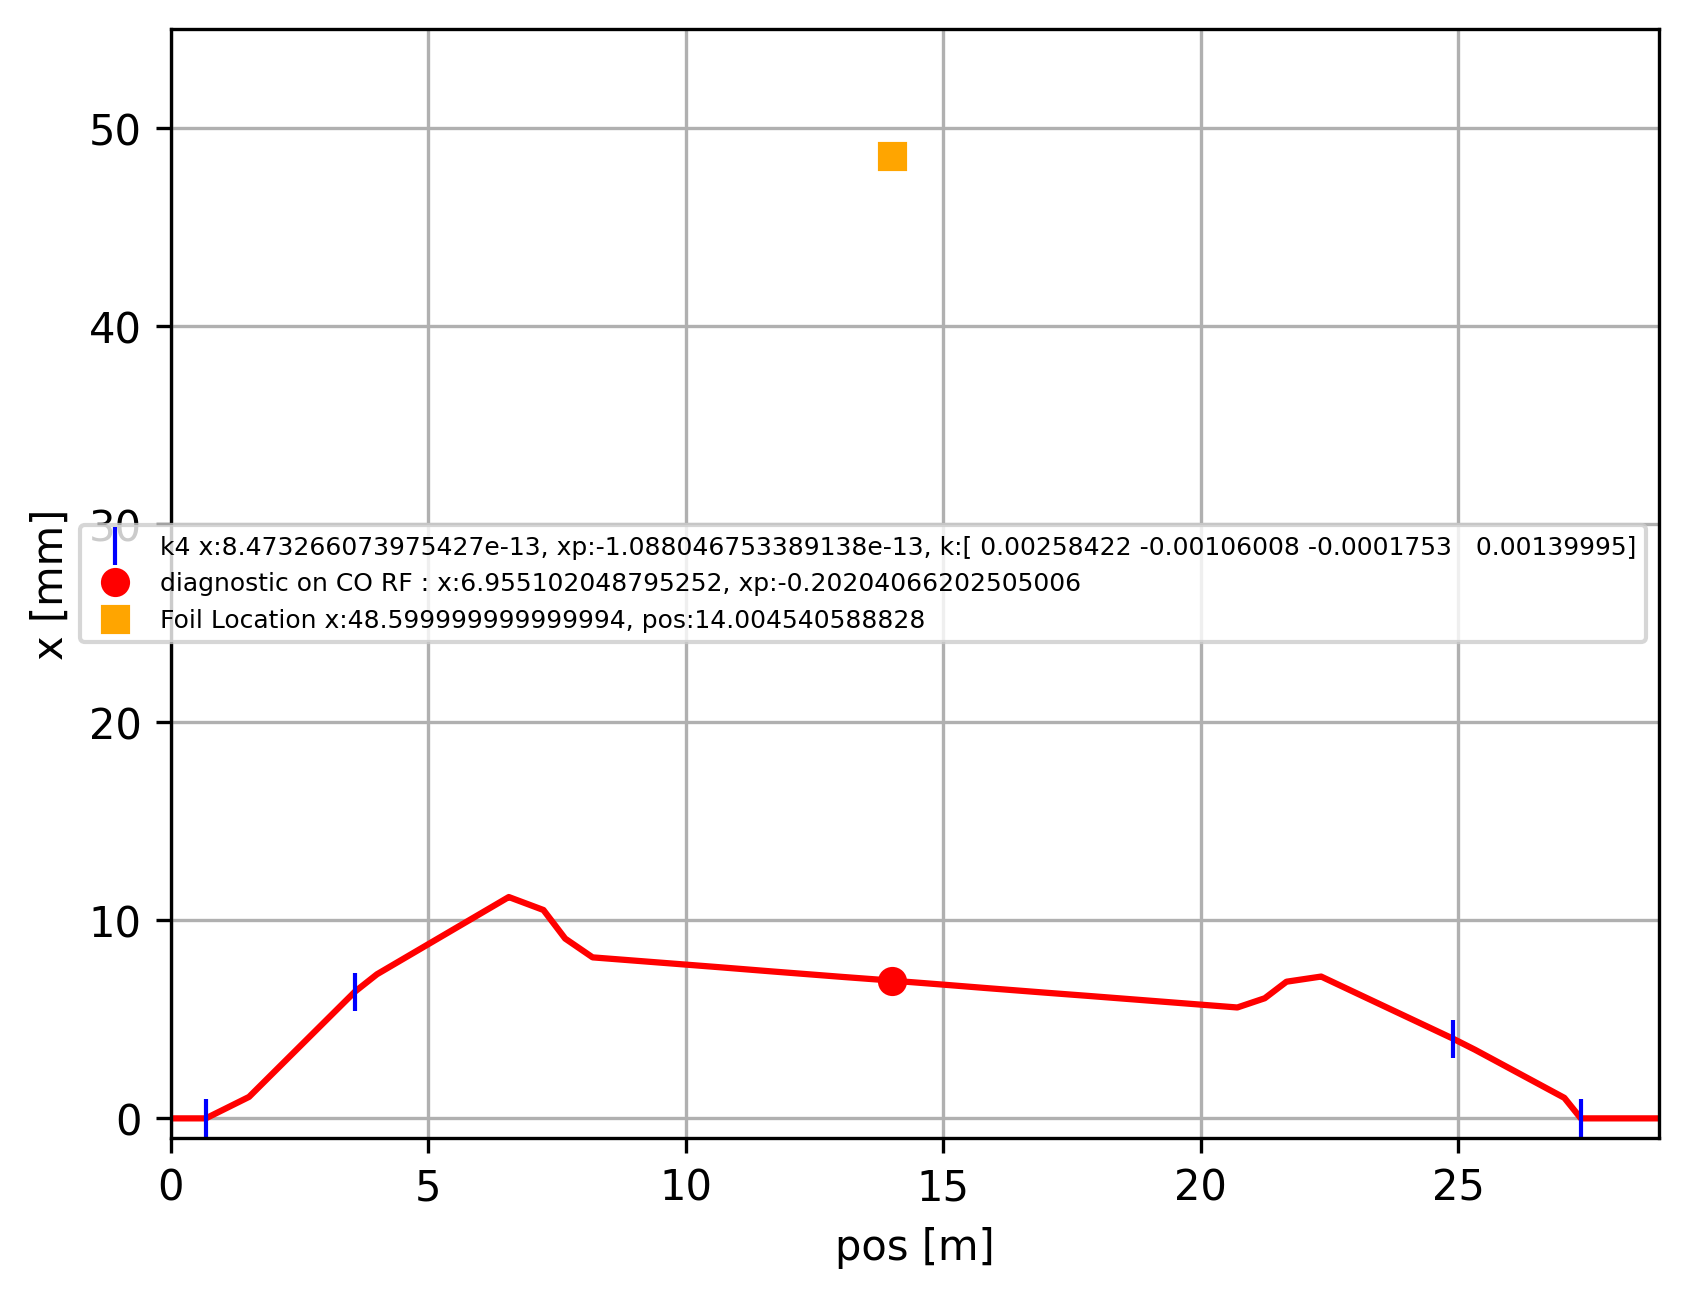 50
40
30
k4 x:8.473266073975427e-13, xp:-1.088046753389138e-13, k:[ 0.00258422 -0.00106008 -0.0001753   0.00139995]
diagnostic on CO RF : x:6.955102048795252, xp:-0.20204066202505006
Foil Location x:48.599999999999994, pos:14.004540588828
x [mm]
20
10
0
0 5 10 15 20 25
pos [m]